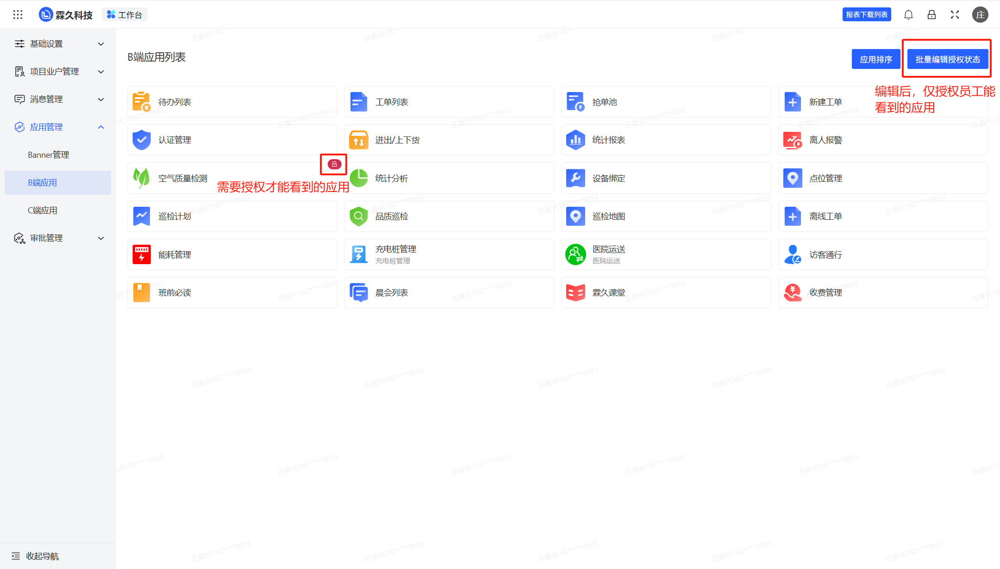 霖久科技
工作台
报表下载列表
庄
基础设置
项目业户管理
消息管理
应用管理
Banner管理
B端应用
C端应用
审批管理
收起导航
B端应用列表
应用排序
批量编辑授权状态
编辑后，仅授权员工能
看到的应用
待办列表
工单列表
抢单池
新建工单
认证管理
进出/上下货
统计报表
离人报警
空气质量检测
需要授权才能看到的应用
统计分析
设备绑定
点位管理
巡检计划
品质巡检
巡检地图
离线工单
能耗管理
充电桩管理
充电桩管理
医院运送
医院运送
访客通行
班前必读
晨会列表
霖久课堂
收费管理
庄晨光182****9693